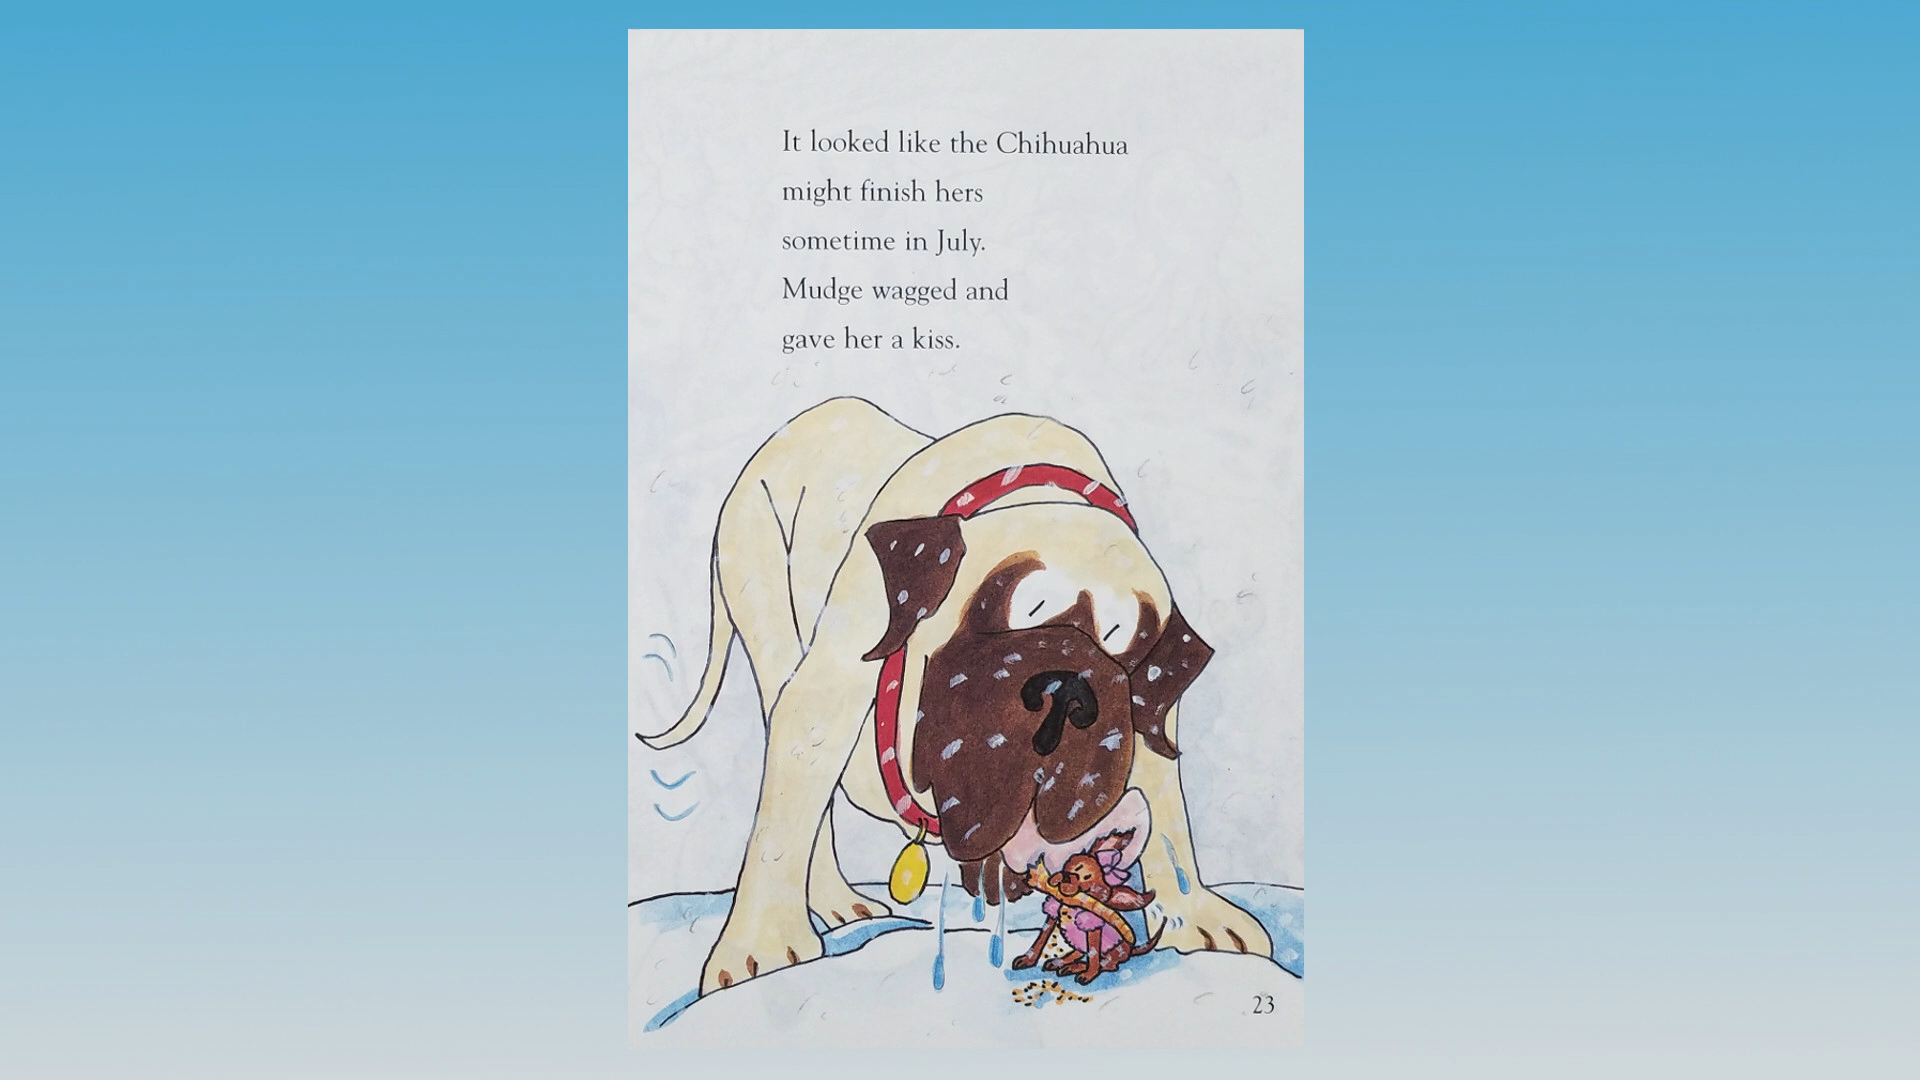 It looked like the Chihuahua
might finish hers
sometime in July.
Mudge wagged and
gave her a kiss.
23